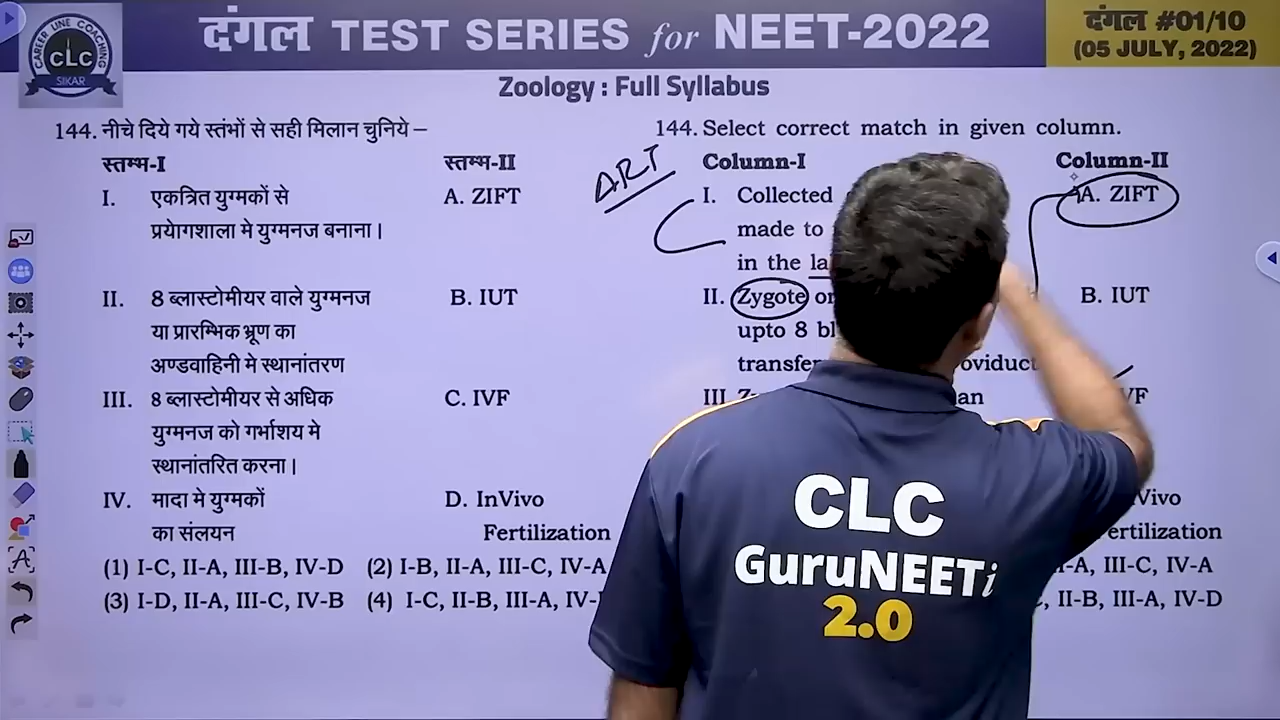 दंगल TEST SERIES for NEET-2022
दंगल #01/10
(05 JULY, 2022)
CAREER LINE COACHING
CLC
SIKAR
Zoology : Full Syllabus
144. नीचे दिये गये स्तंभों से सही मिलान चुनिये –
स्तम्भ-I स्तम्भ-II
I. एकत्रित युग्मकों से A. ZIFT
प्रयेागशाला मे युग्मनज बनाना।
II. 8 ब्लास्टोमीयर वाले युग्मनज B. IUT
या प्रारम्भिक भ्रूण का
अण्डवाहिनी मे स्थानांतरण
III. 8 ब्लास्टोमीयर से अधिक C. IVF
युग्मनज को गर्भाशय मे
स्थानांतरित करना।
IV. मादा मे युग्मकों D. InVivo
का संलयन Fertilization
(1) I-C, II-A, III-B, IV-D (2) I-B, II-A, III-C, IV-A
(3) I-D, II-A, III-C, IV-B (4) I-C, II-B, III-A, IV-
ART
144. Select correct match in given column.
Column-I Column-II
I. Collected A. ZIFT
made to
in the la
II. Zygote or B. IUT
upto 8 bl
transfer oviduct
III. Z an VF
Vivo
ertilization
I-A, III-C, IV-A
II-B, III-A, IV-D
CLC
GuruNEETi
2.0